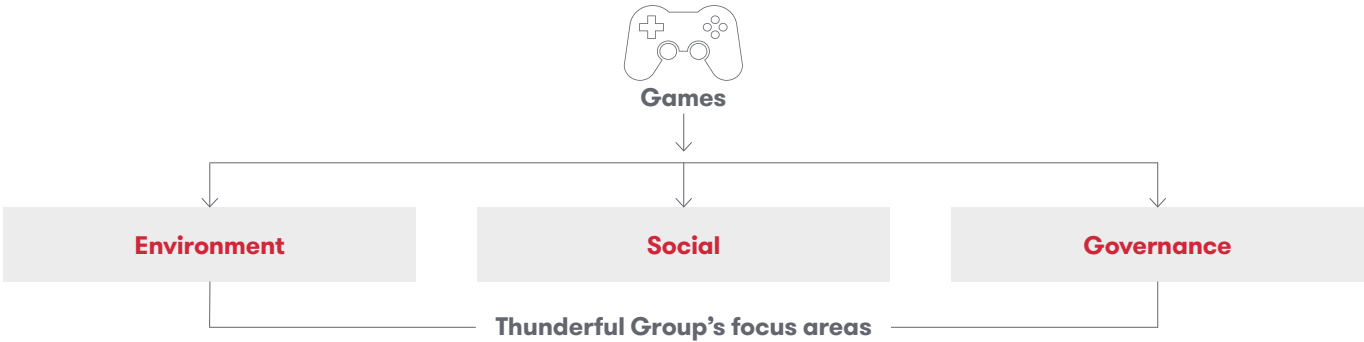 Games
Environment
Social
Governance
Thunderful Group’s focus areas